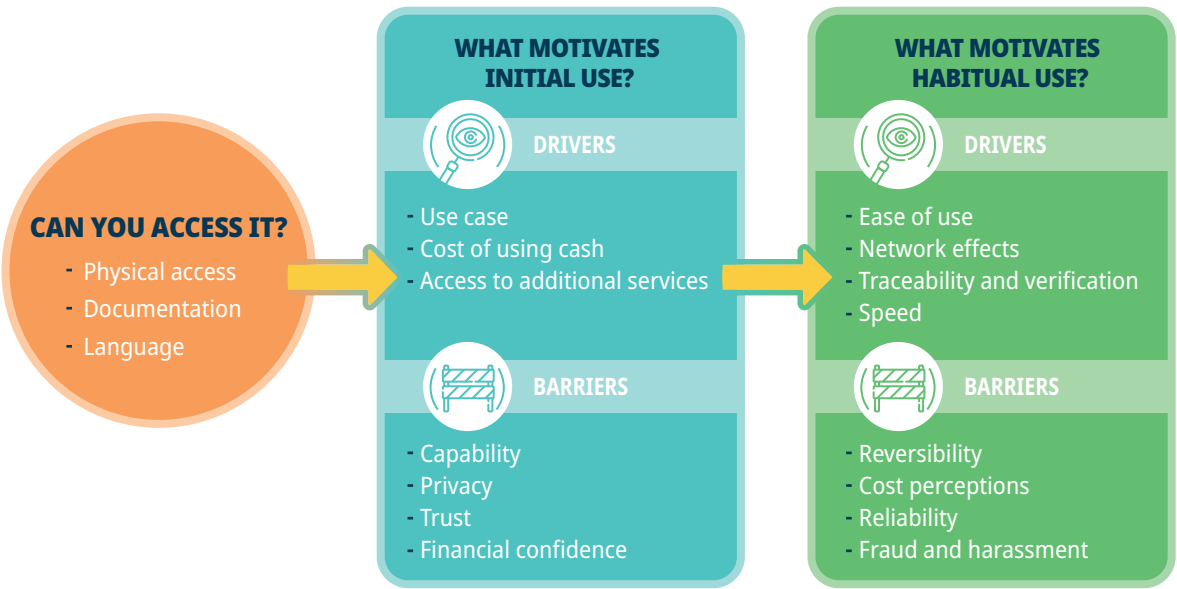 CAN YOU ACCESS IT?
- Physical access
- Documentation
- Language
WHAT MOTIVATES
INITIAL USE?
DRIVERS
- Use case
- Cost of using cash
- Access to additional services
BARRIERS
- Capability
- Privacy
- Trust
- Financial confidence
WHAT MOTIVATES
HABITUAL USE?
DRIVERS
- Ease of use
- Network effects
- Traceability and verification
- Speed
BARRIERS
- Reversibility
- Cost perceptions
- Reliability
- Fraud and harassment